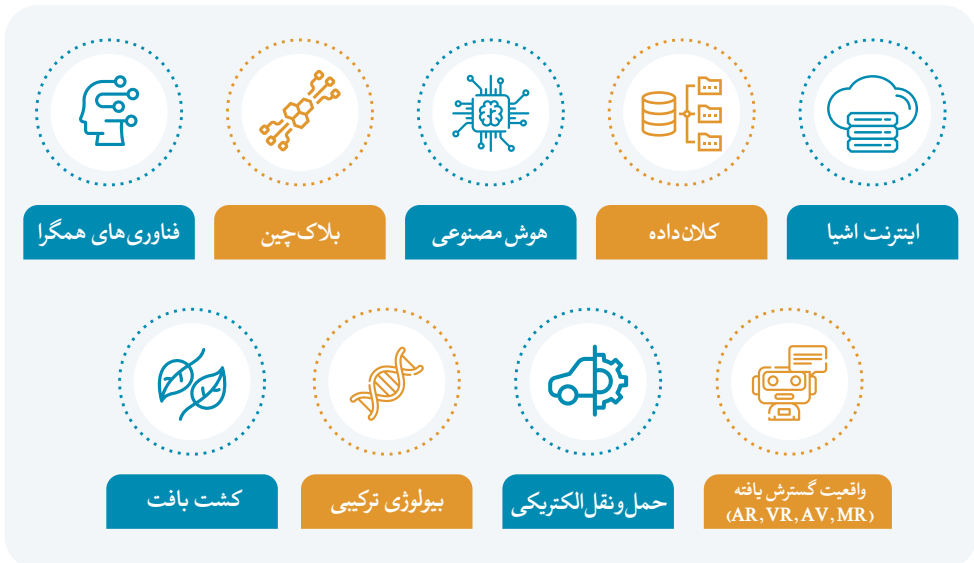 اینترنت اشیا
کلان‌داده
هوش مصنوعی
بلاک‌چین
فناوری‌های همگرا
واقعیت گسترش یافته
(AR, VR, AV, MR)
حمل‌و‌نقل الکتریکی
بیولوژی ترکیبی
کشت بافت